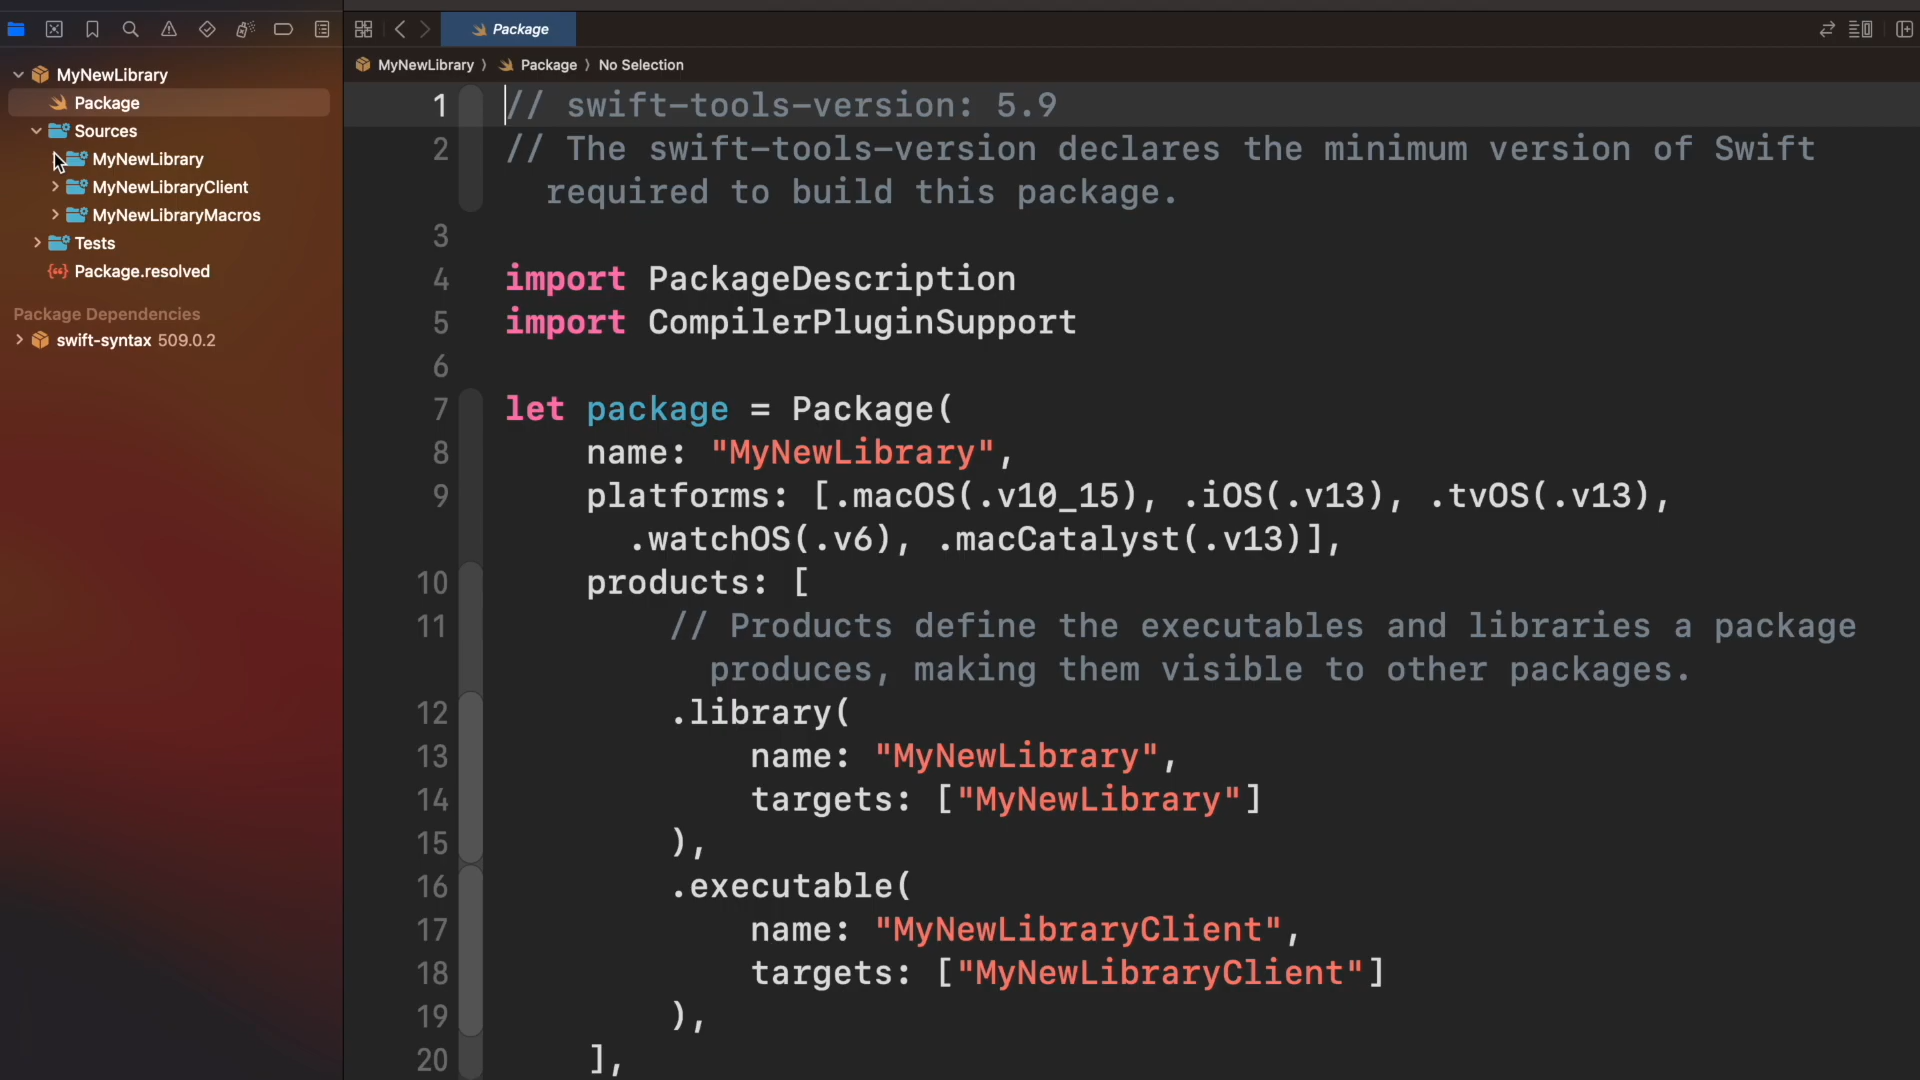 Package
MyNewLibrary
Package
Sources
MyNewLibrary
MyNewLibraryClient
MyNewLibraryMacros
Tests
Package.resolved
Package Dependencies
swift-syntax 509.0.2
MyNewLibrary 〉 Package 〉 No Selection
1 // swift-tools-version: 5.9
2 // The swift-tools-version declares the minimum version of Swift
required to build this package.
3
4 import PackageDescription
5 import CompilerPluginSupport
6
7 let package = Package(
8 name: "MyNewLibrary",
9 platforms: [.macOS(.v10_15), .iOS(.v13), .tvOS(.v13),
.watchOS(.v6), .macCatalyst(.v13)],
10 products: [
11 // Products define the executables and libraries a package
produces, making them visible to other packages.
12 .library(
13 name: "MyNewLibrary",
14 targets: ["MyNewLibrary"]
15 ),
16 .executable(
17 name: "MyNewLibraryClient",
18 targets: ["MyNewLibraryClient"]
19 ),
20 ],